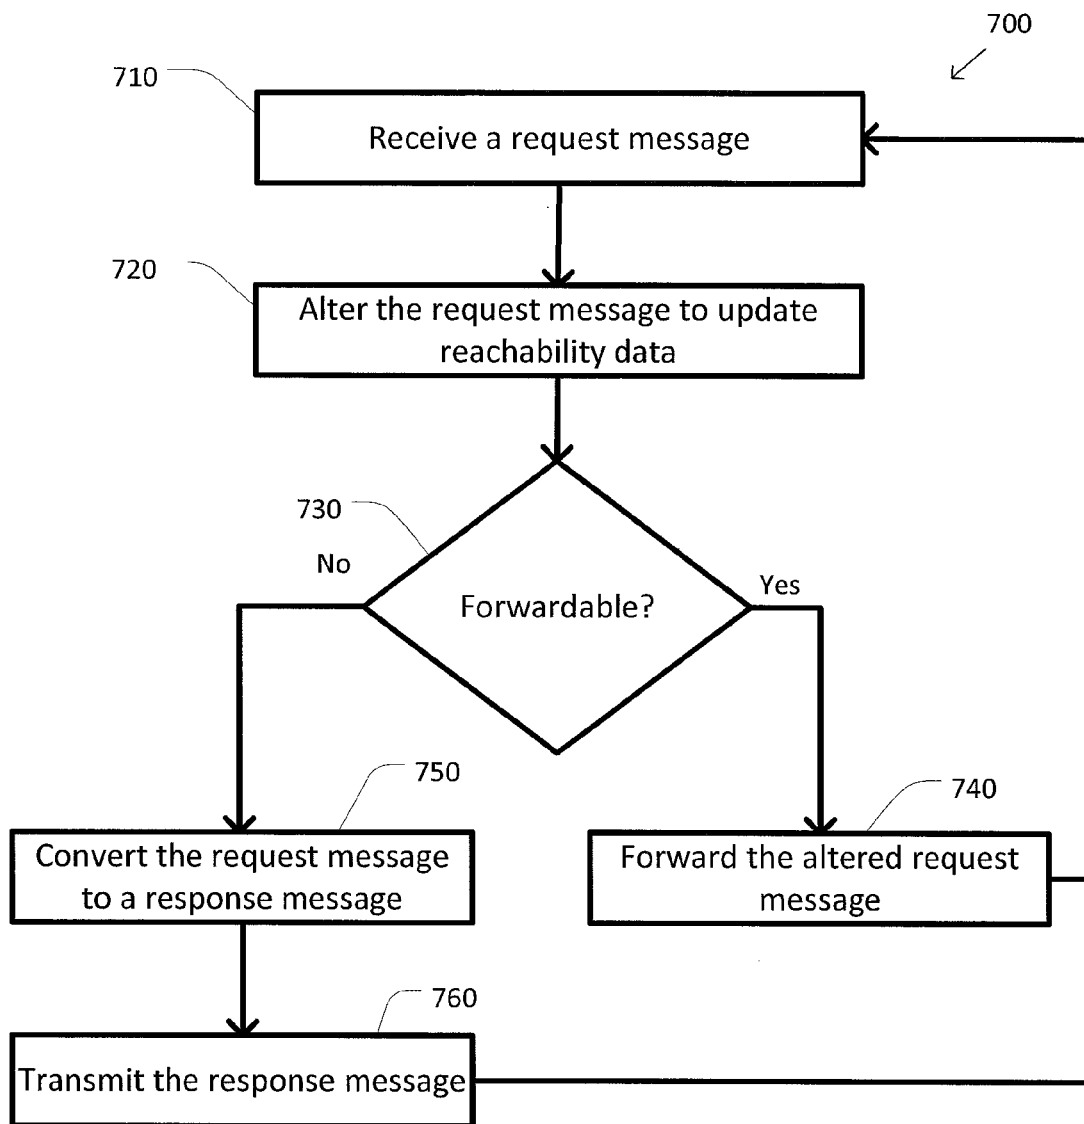 700
710
Receive a request message
720
Alter the request message to update
reachability data
730
No
Yes
Forwardable?
750
740
Convert the request message
to a response message
Forward the altered request
message
760
Transmit the response message